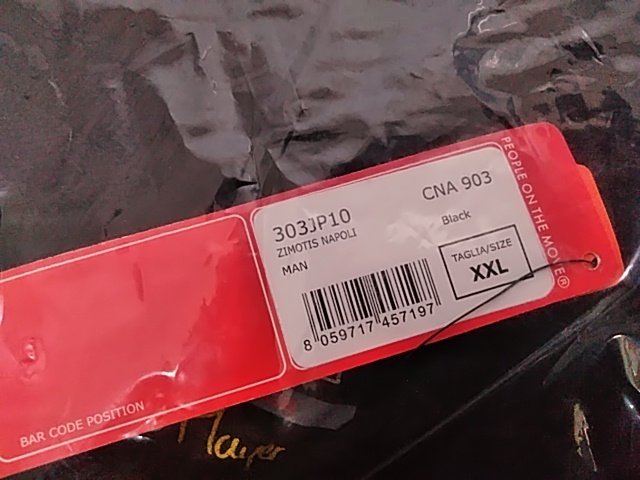 303JP10
CNA 903
ZIMOTIS NAPOLI
Black
MAN
TAGLIA/SIZE
XXL
8 059717 457197
PEOPLE ON THE MOVE®
BAR CODE POSITION
Player